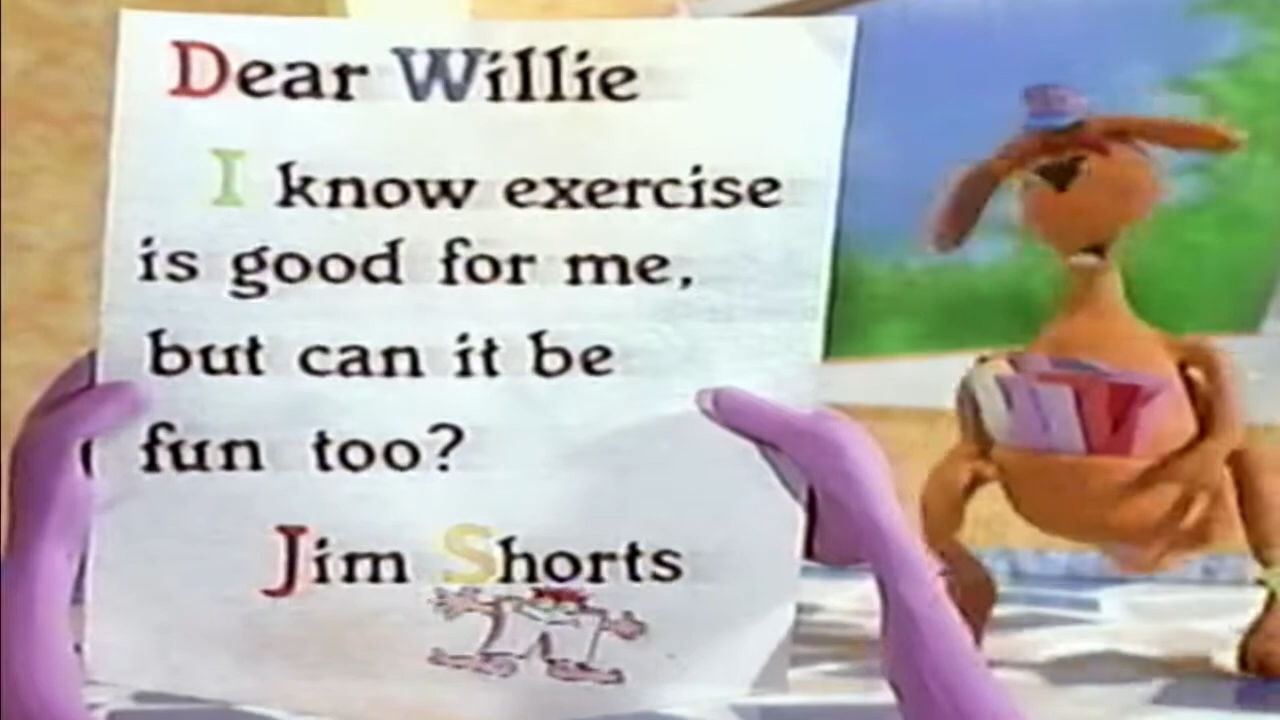 Dear Willie
I know exercise
is good for me,
but can it be
fun too?
Jim Shorts